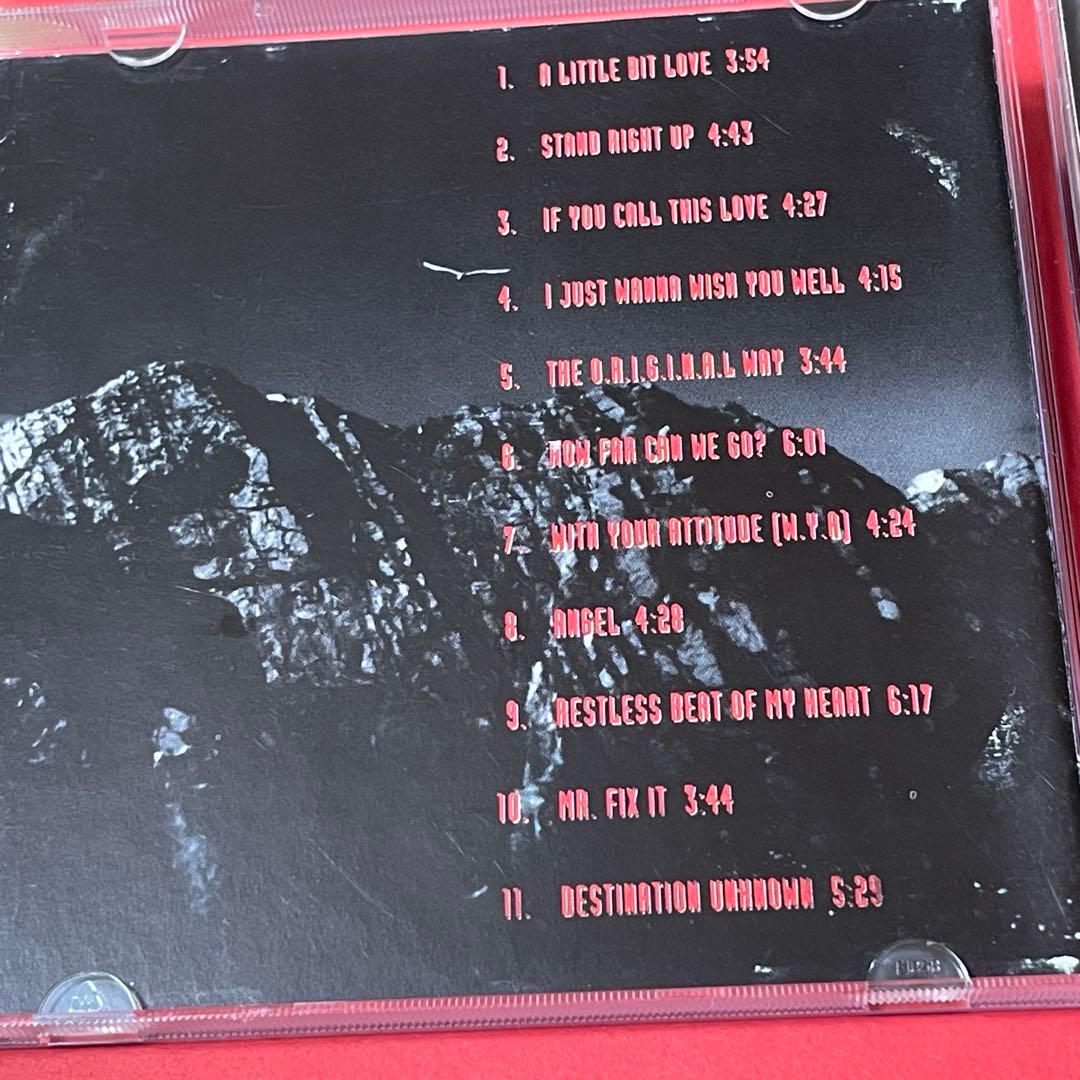 1. A LITTLE BIT LOVE 3:54
2. STAND RIGHT UP 4:43
3. IF YOU CALL THIS LOVE 4:27
4. I JUST WANNA WISH YOU WELL 4:15
5. THE O.R.I.G.I.N.A.L WAY 3:44
6. HOW FAR CAN WE GO? 6:01
7. WITH YOUR ATTITUDE [W.Y.A] 4:24
8. ANGEL 4:28
9. RESTLESS BEAT OF MY HEART 6:17
10. MR. FIX IT 3:44
11. DESTINATION UNKNOWN 5:29